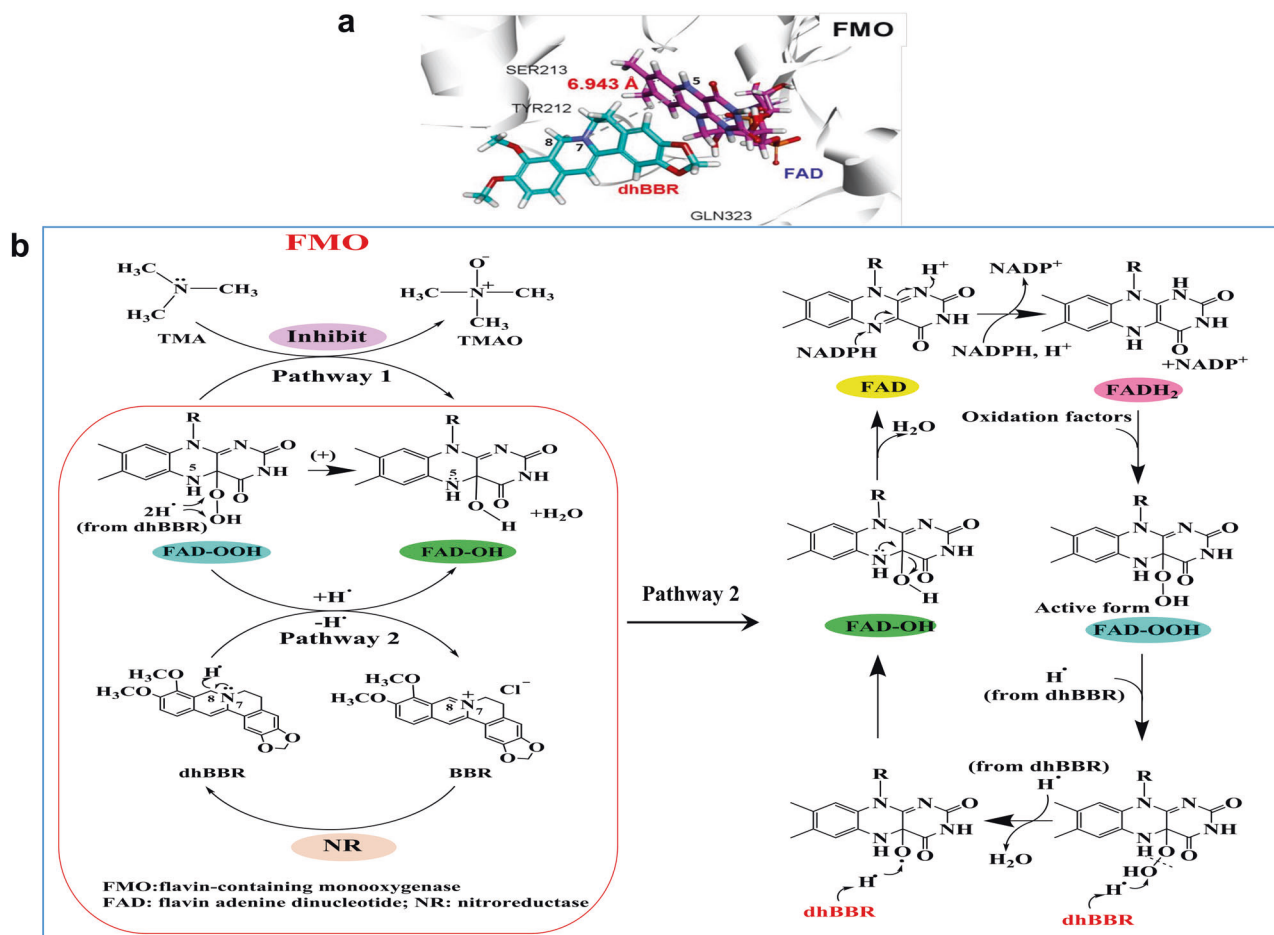 a
FMO
SER213
6.943 Å
5
TYR212
8
7
dhBBR
FAD
GLN323
b
FMO
H₃C
N̈
CH₃
H₃C
TMA
O⁻
H₃C
N⁺
CH₃
CH₃
TMAO
Inhibit
Pathway 1
R
N
N
O
5
NH
N
H
O
O
OH
2H•
(from dhBBR)
FAD-OOH
(+)
R
N
N
O
5
NH
N̈
H
O
O
H
+H₂O
FAD-OH
+H•
-H•
Pathway 2
H₃CO
H₃CO
H•
8
N̈
7
O
O
dhBBR
H₃CO
H₃CO
8
N⁺
7
Cl⁻
O
O
BBR
NR
FMO:flavin-containing monooxygenase
FAD: flavin adenine dinucleotide; NR: nitroreductase
Pathway 2
R
H⁺
N
N
O
NH
N
O
NADPH
FAD
NADP⁺
NADPH, H⁺
R
H
N
N
O
NH
N
H
O
+NADP⁺
FADH₂
Oxidation factors
H₂O
R
N
N
O
NH
N̈
H
O
O
H
FAD-OH
R
N
N
O
NH
N
H
O
O
OH
Active form
FAD-OOH
H•
(from dhBBR)
(from dhBBR)
H•
H₂O
R
N
N
O
NH
N
H
O•
O
H•
dhBBR
R
N
N
O
NH
N
H
O
O
HO
H•
dhBBR